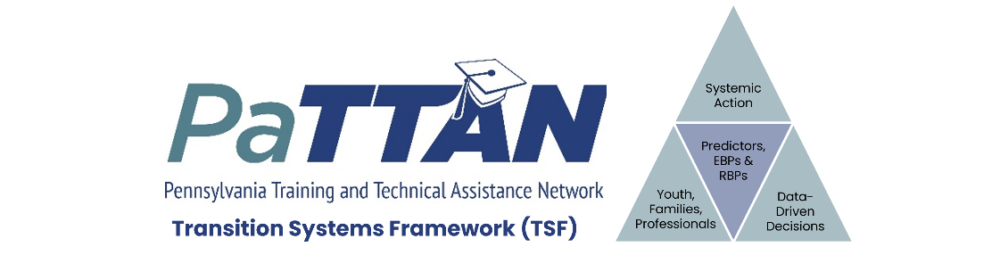 PaTTAN
Pennsylvania Training and Technical Assistance Network
Transition Systems Framework (TSF)
Systemic
Action
Predictors,
EBPs &
RBPs
Youth,
Families,
Professionals
Data-
Driven
Decisions